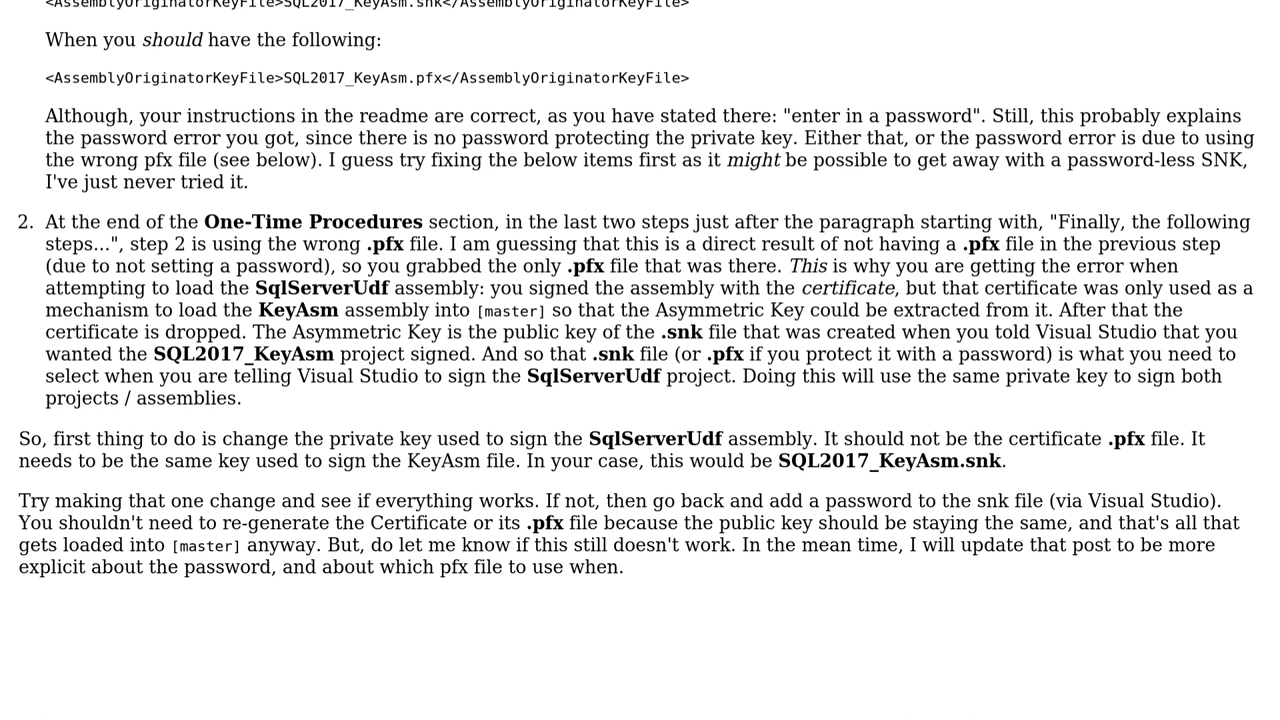 <AssemblyOriginatorKeyFile>SQL2017_KeyAsm.snk</AssemblyOriginatorKeyFile>
When you should have the following:
<AssemblyOriginatorKeyFile>SQL2017_KeyAsm.pfx</AssemblyOriginatorKeyFile>
Although, your instructions in the readme are correct, as you have stated there: "enter in a password". Still, this probably explains
the password error you got, since there is no password protecting the private key. Either that, or the password error is due to using
the wrong pfx file (see below). I guess try fixing the below items first as it might be possible to get away with a password-less SNK,
I've just never tried it.
2. At the end of the One-Time Procedures section, in the last two steps just after the paragraph starting with, "Finally, the following
steps...", step 2 is using the wrong .pfx file. I am guessing that this is a direct result of not having a .pfx file in the previous step
(due to not setting a password), so you grabbed the only .pfx file that was there. This is why you are getting the error when
attempting to load the SqlServerUdf assembly: you signed the assembly with the certificate, but that certificate was only used as a
mechanism to load the KeyAsm assembly into [master] so that the Asymmetric Key could be extracted from it. After that the
certificate is dropped. The Asymmetric Key is the public key of the .snk file that was created when you told Visual Studio that you
wanted the SQL2017_KeyAsm project signed. And so that .snk file (or .pfx if you protect it with a password) is what you need to
select when you are telling Visual Studio to sign the SqlServerUdf project. Doing this will use the same private key to sign both
projects / assemblies.
So, first thing to do is change the private key used to sign the SqlServerUdf assembly. It should not be the certificate .pfx file. It
needs to be the same key used to sign the KeyAsm file. In your case, this would be SQL2017_KeyAsm.snk.
Try making that one change and see if everything works. If not, then go back and add a password to the snk file (via Visual Studio).
You shouldn't need to re-generate the Certificate or its .pfx file because the public key should be staying the same, and that's all that
gets loaded into [master] anyway. But, do let me know if this still doesn't work. In the mean time, I will update that post to be more
explicit about the password, and about which pfx file to use when.